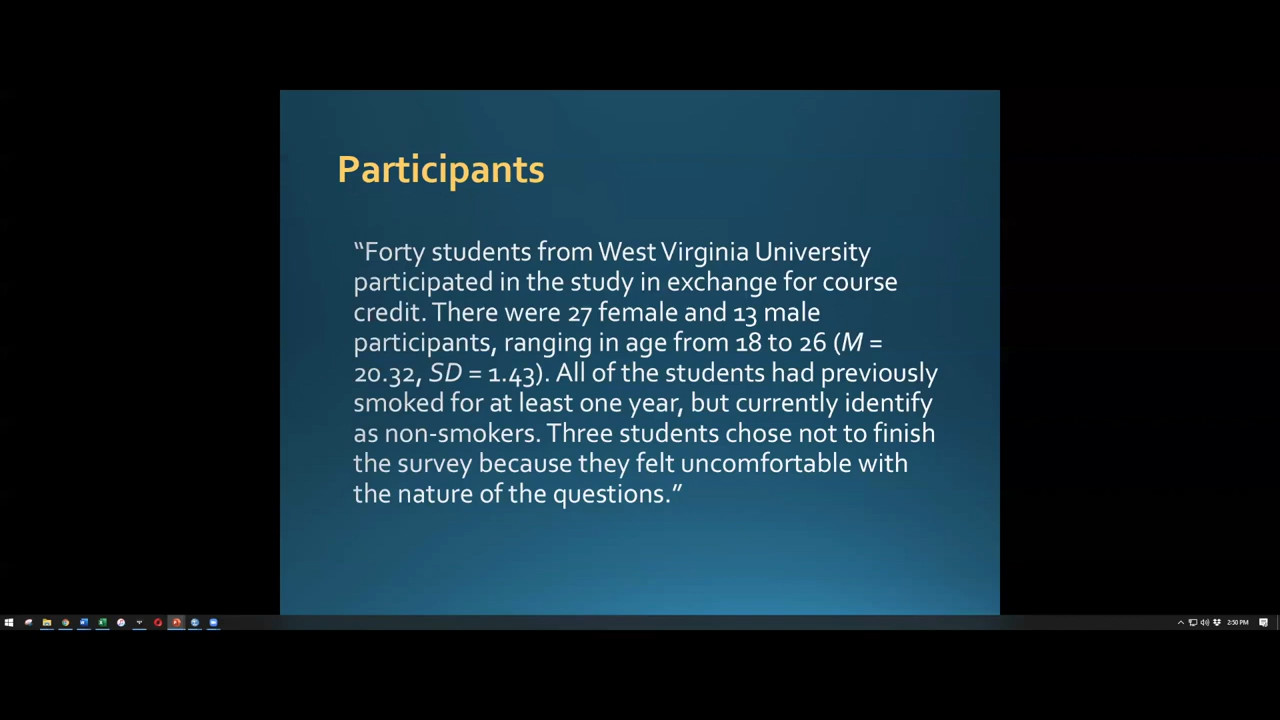 Participants
“Forty students from West Virginia University
participated in the study in exchange for course
credit. There were 27 female and 13 male
participants, ranging in age from 18 to 26 (M =
20.32, SD = 1.43). All of the students had previously
smoked for at least one year, but currently identify
as non-smokers. Three students chose not to finish
the survey because they felt uncomfortable with
the nature of the questions.”
2:50 PM